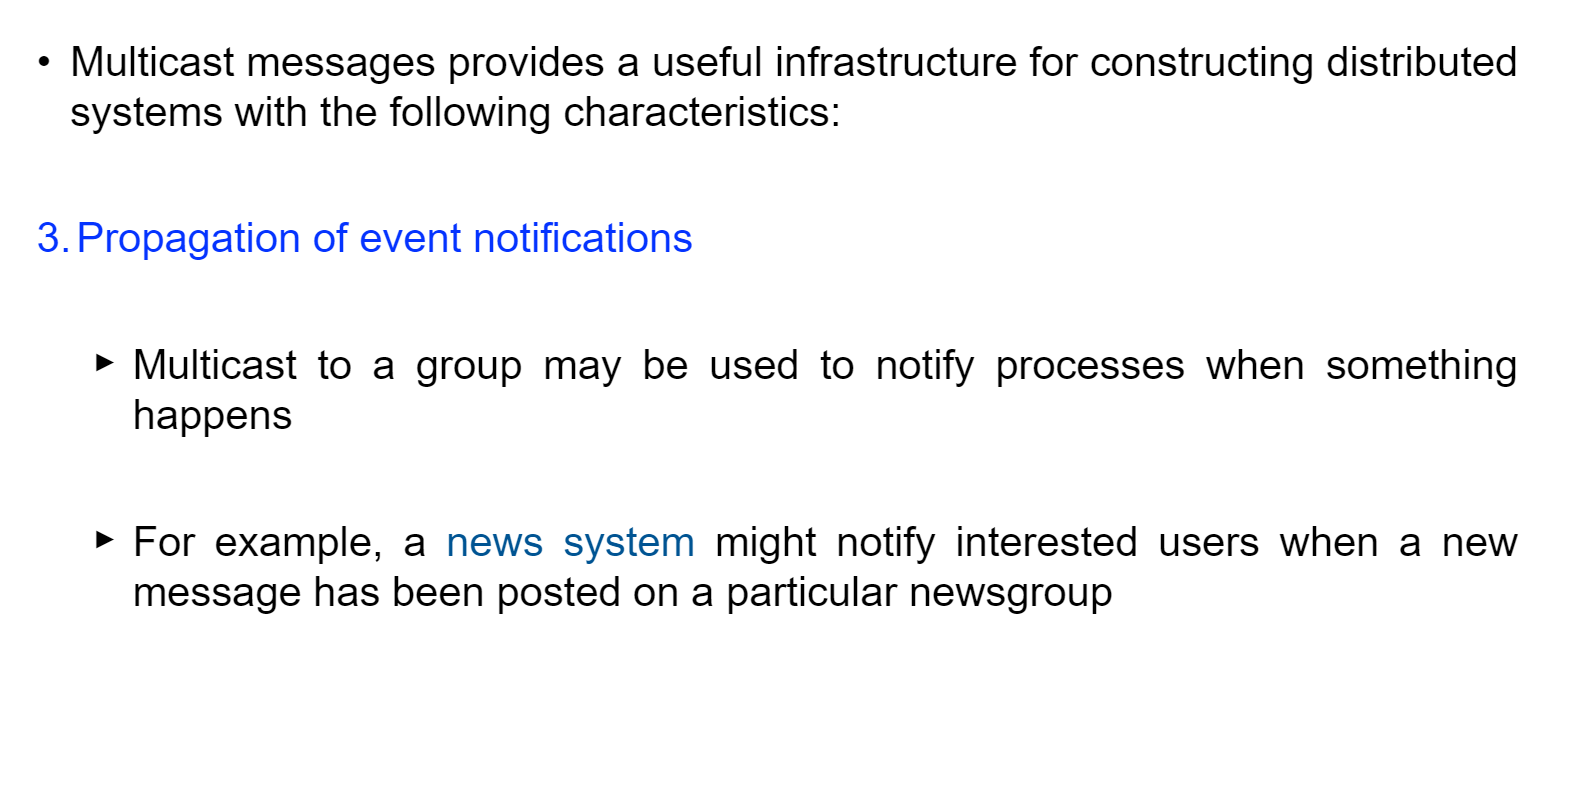 • Multicast messages provides a useful infrastructure for constructing distributed
systems with the following characteristics:
3. Propagation of event notifications
► Multicast to a group may be used to notify processes when something
happens
► For example, a news system might notify interested users when a new
message has been posted on a particular newsgroup